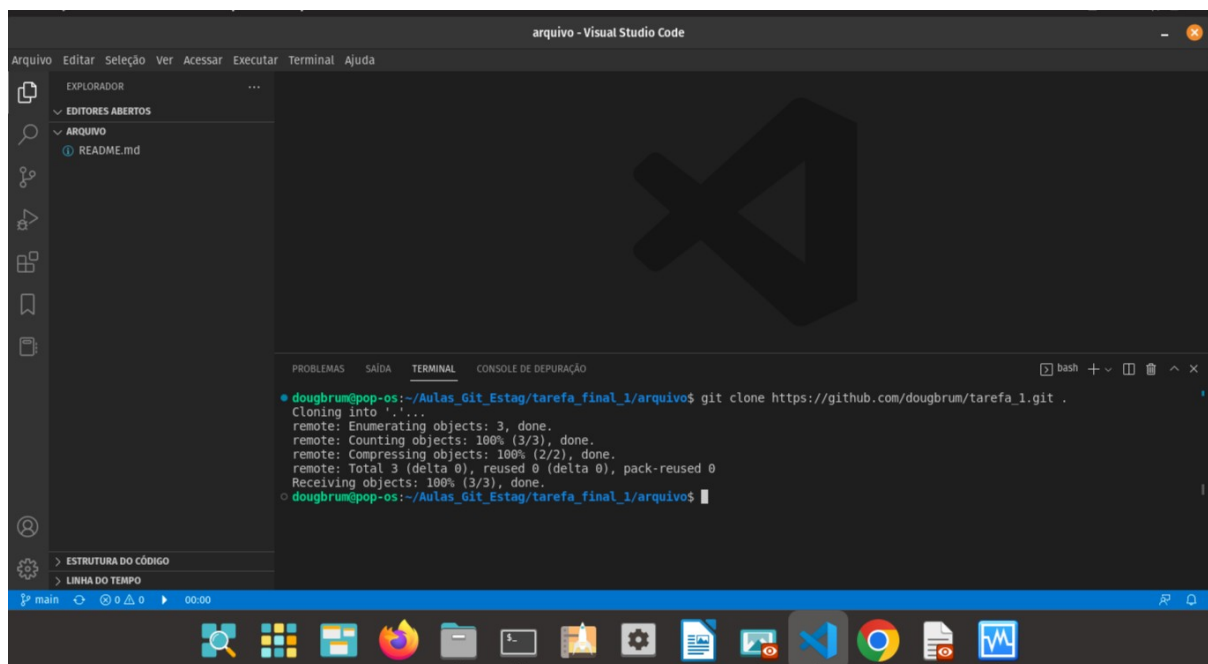 arquivo - Visual Studio Code
Arquivo Editar Seleção Ver Acessar Executar Terminal Ajuda
EXPLORADOR
EDITORES ABERTOS
ARQUIVO
README.md
PROBLEMAS SAÍDA TERMINAL CONSOLE DE DEPURAÇÃO
bash
dougbrum@pop-os:~/Aulas_Git_Estag/tarefa_final_1/arquivo$ git clone https://github.com/dougbrum/tarefa_1.git .
Cloning into '.'...
remote: Enumerating objects: 3, done.
remote: Counting objects: 100% (3/3), done.
remote: Compressing objects: 100% (2/2), done.
remote: Total 3 (delta 0), reused 0 (delta 0), pack-reused 0
Receiving objects: 100% (3/3), done.
dougbrum@pop-os:~/Aulas_Git_Estag/tarefa_final_1/arquivo$
ESTRUTURA DO CÓDIGO
LINHA DO TEMPO
main 0 0 00:00